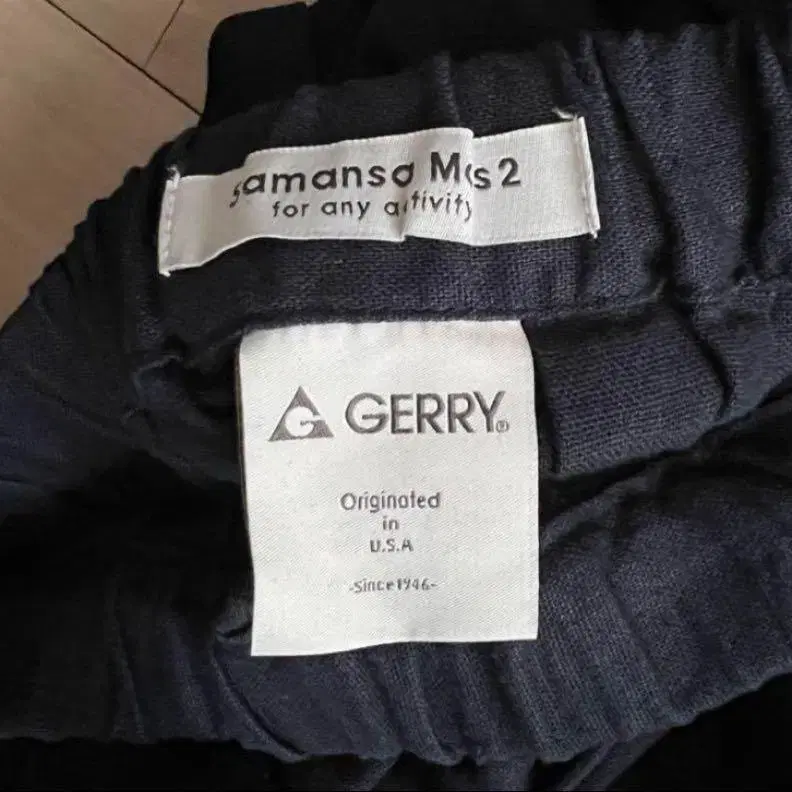 samansa Mos2
for any activity
G GERRY®
Originated
in
U.S.A
-Since1946-